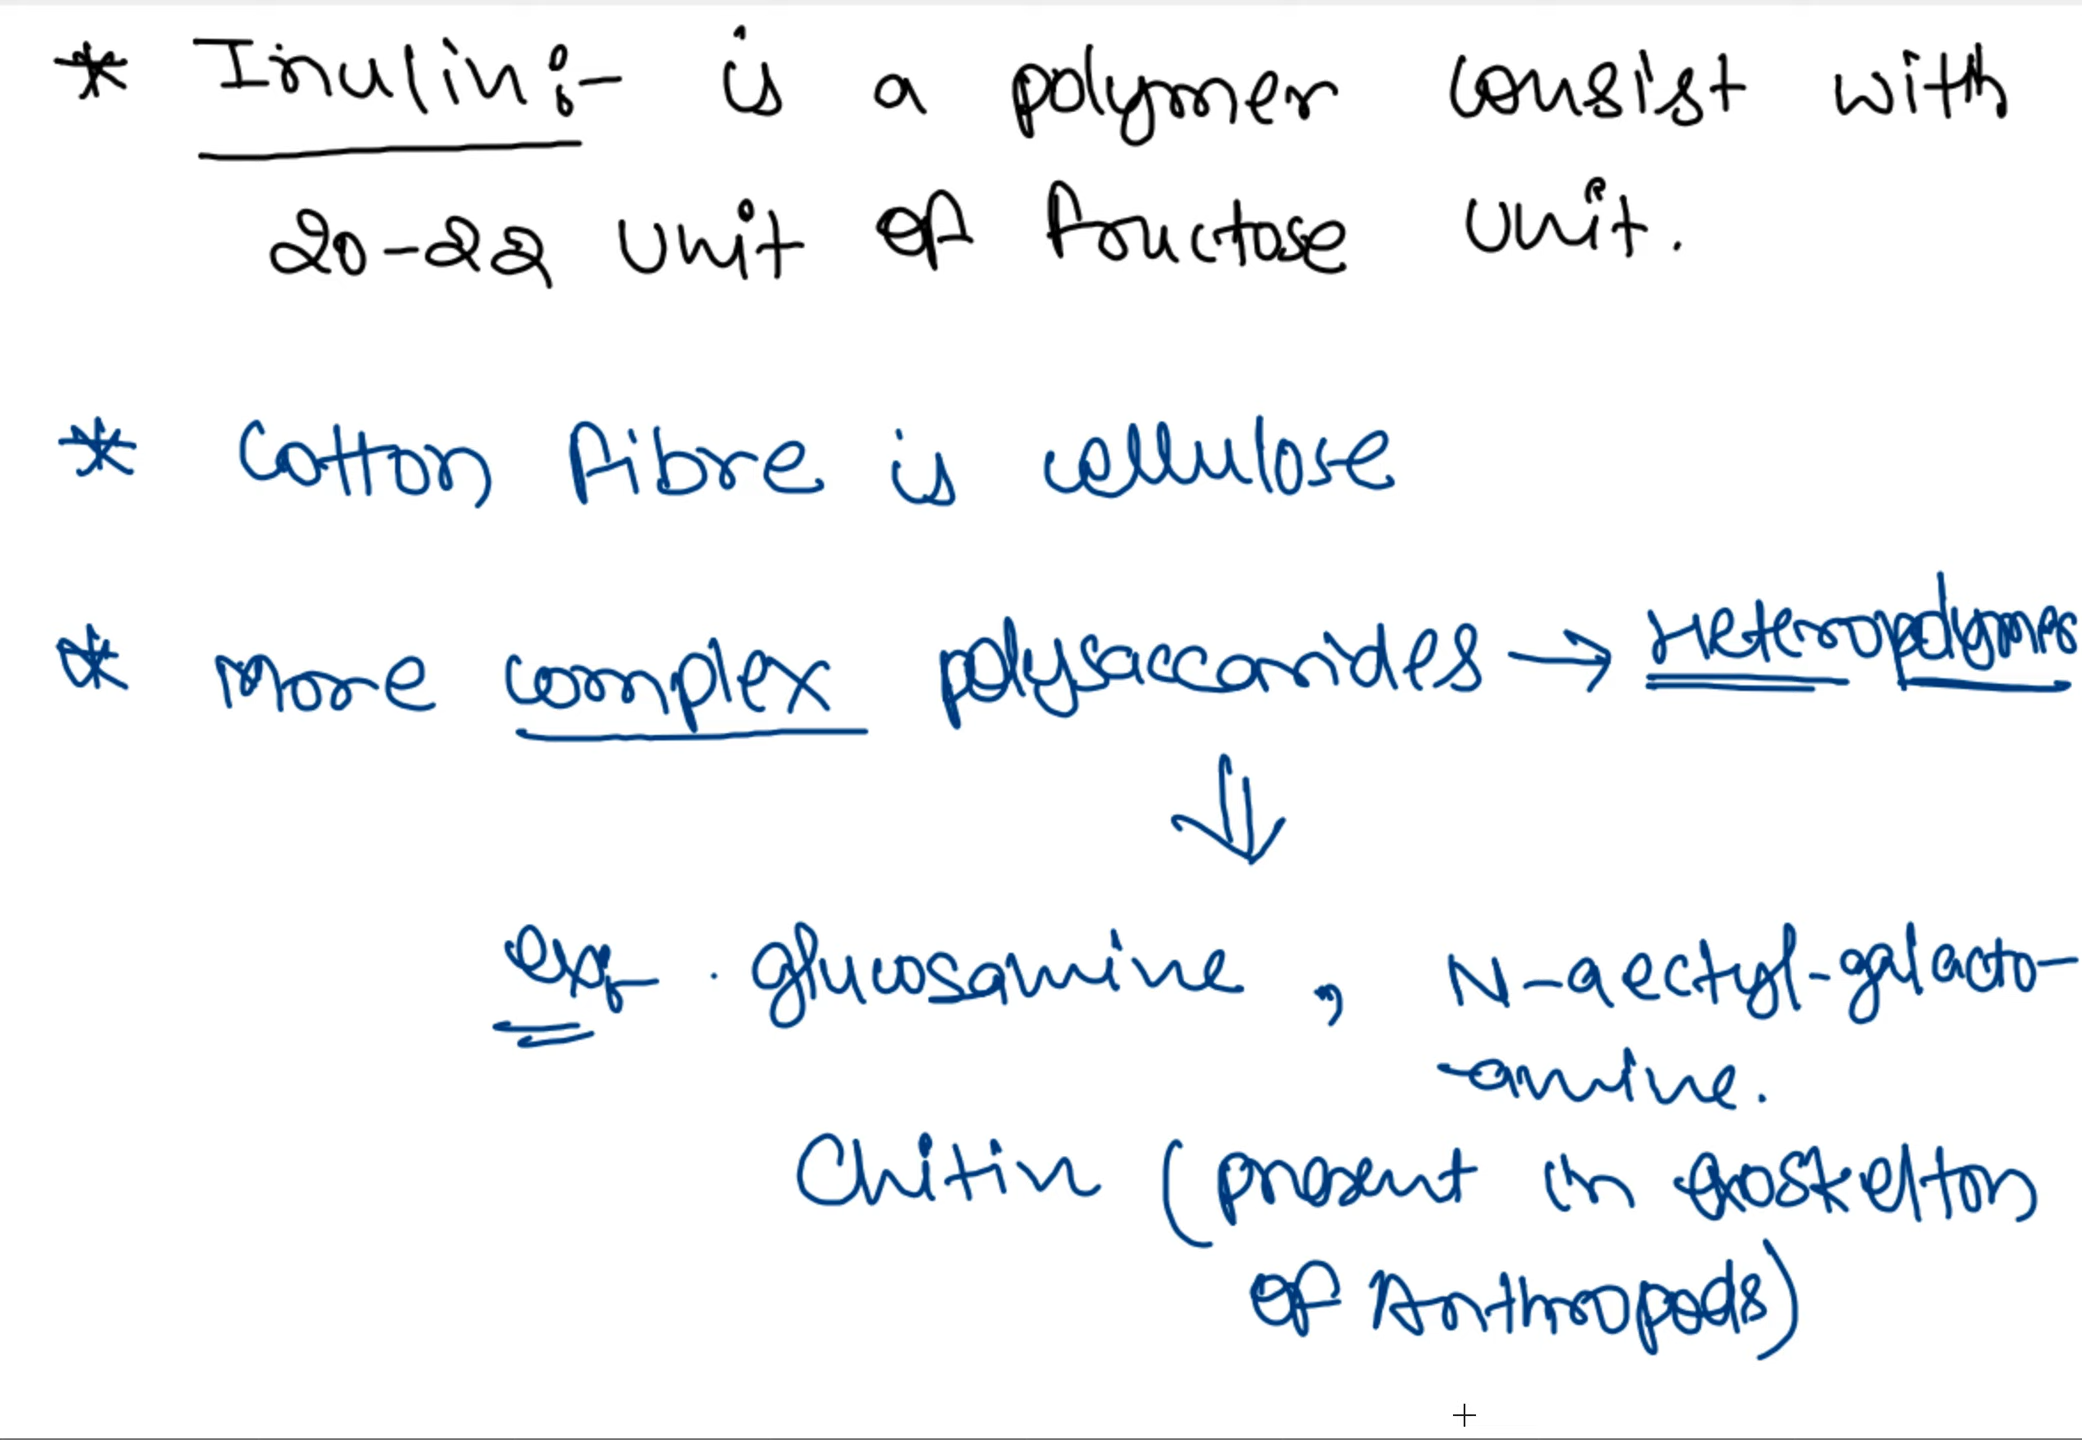 * Inulin:- is a polymer consist with
20-22 unit of fructose unit.
* Cotton fibre is cellulose
* More complex polysaccarides → Heteropolymers
exp- . glucosamine , N-aectyl-galacto-
-amine.
Chitin (present in exoskelton
of Arthropods)